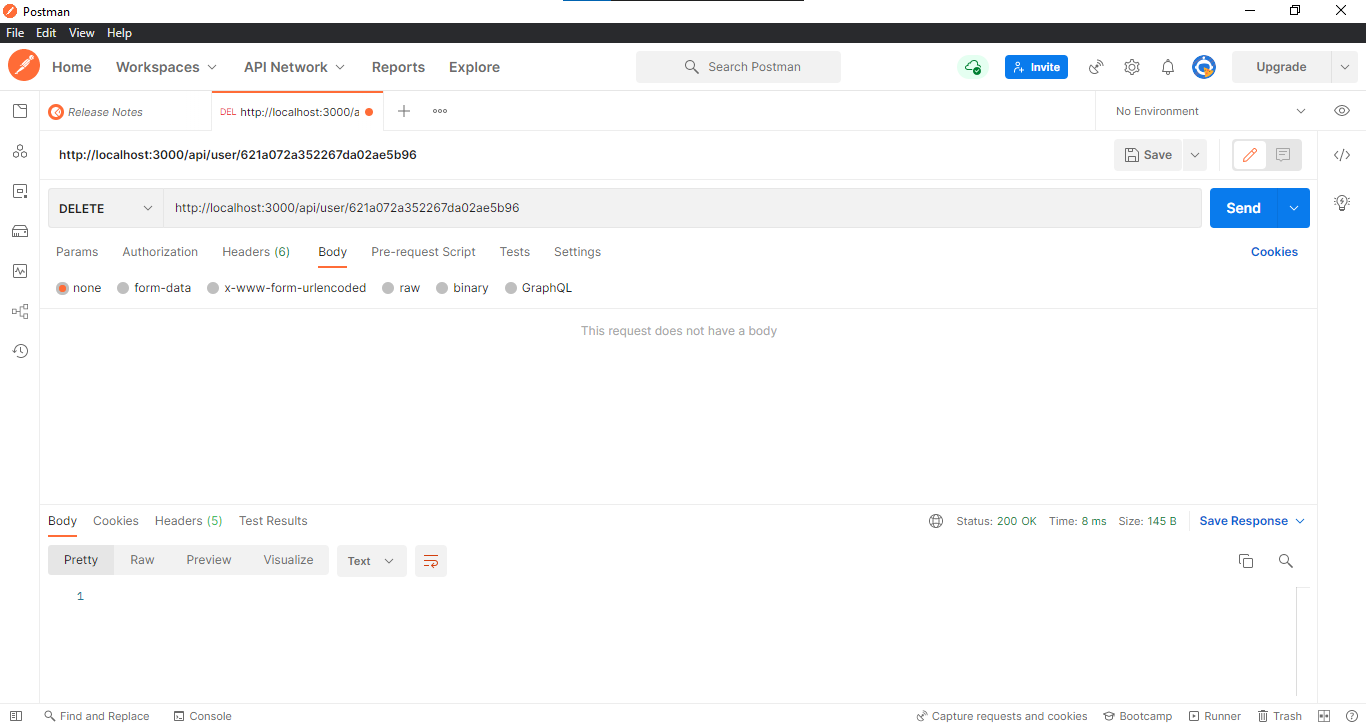 Postman
File Edit View Help
Home Workspaces API Network Reports Explore Search Postman Invite Upgrade
Release Notes DEL http://localhost:3000/a No Environment
http://localhost:3000/api/user/621a072a352267da02ae5b96 Save
DELETE http://localhost:3000/api/user/621a072a352267da02ae5b96 Send
Params Authorization Headers (6) Body Pre-request Script Tests Settings Cookies
none form-data x-www-form-urlencoded raw binary GraphQL
This request does not have a body
Body Cookies Headers (5) Test Results Status: 200 OK Time: 8 ms Size: 145 B Save Response
Pretty Raw Preview Visualize Text
1
Find and Replace Console Capture requests and cookies Bootcamp Runner Trash